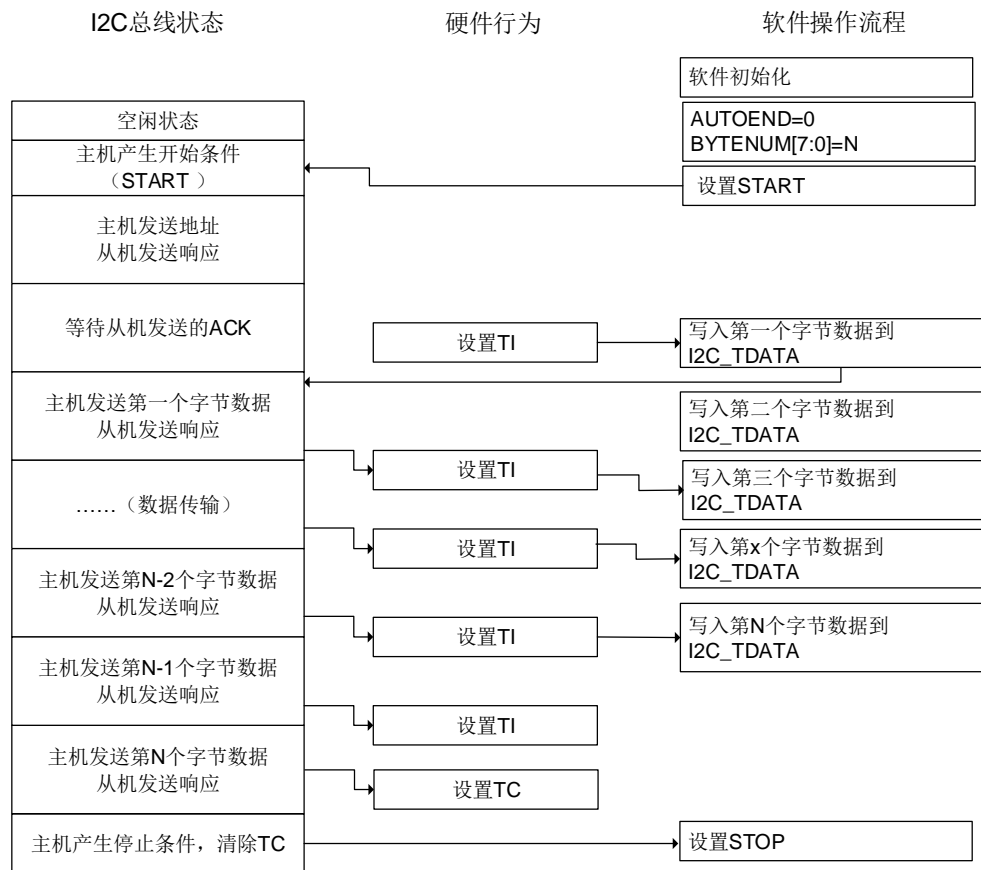 I2C总线状态
硬件行为
软件操作流程
软件初始化
空闲状态
AUTOEND=0
BYTENUM[7:0]=N
主机产生开始条件
（START ）
设置START
主机发送地址
从机发送响应
等待从机发送的ACK
设置TI
写入第一个字节数据到
I2C_TDATA
主机发送第一个字节数据
从机发送响应
写入第二个字节数据到
I2C_TDATA
设置TI
写入第三个字节数据到
I2C_TDATA
……（数据传输）
设置TI
写入第x个字节数据到
I2C_TDATA
主机发送第N-2个字节数据
从机发送响应
设置TI
写入第N个字节数据到
I2C_TDATA
主机发送第N-1个字节数据
从机发送响应
设置TI
主机发送第N个字节数据
从机发送响应
设置TC
主机产生停止条件，清除TC
设置STOP